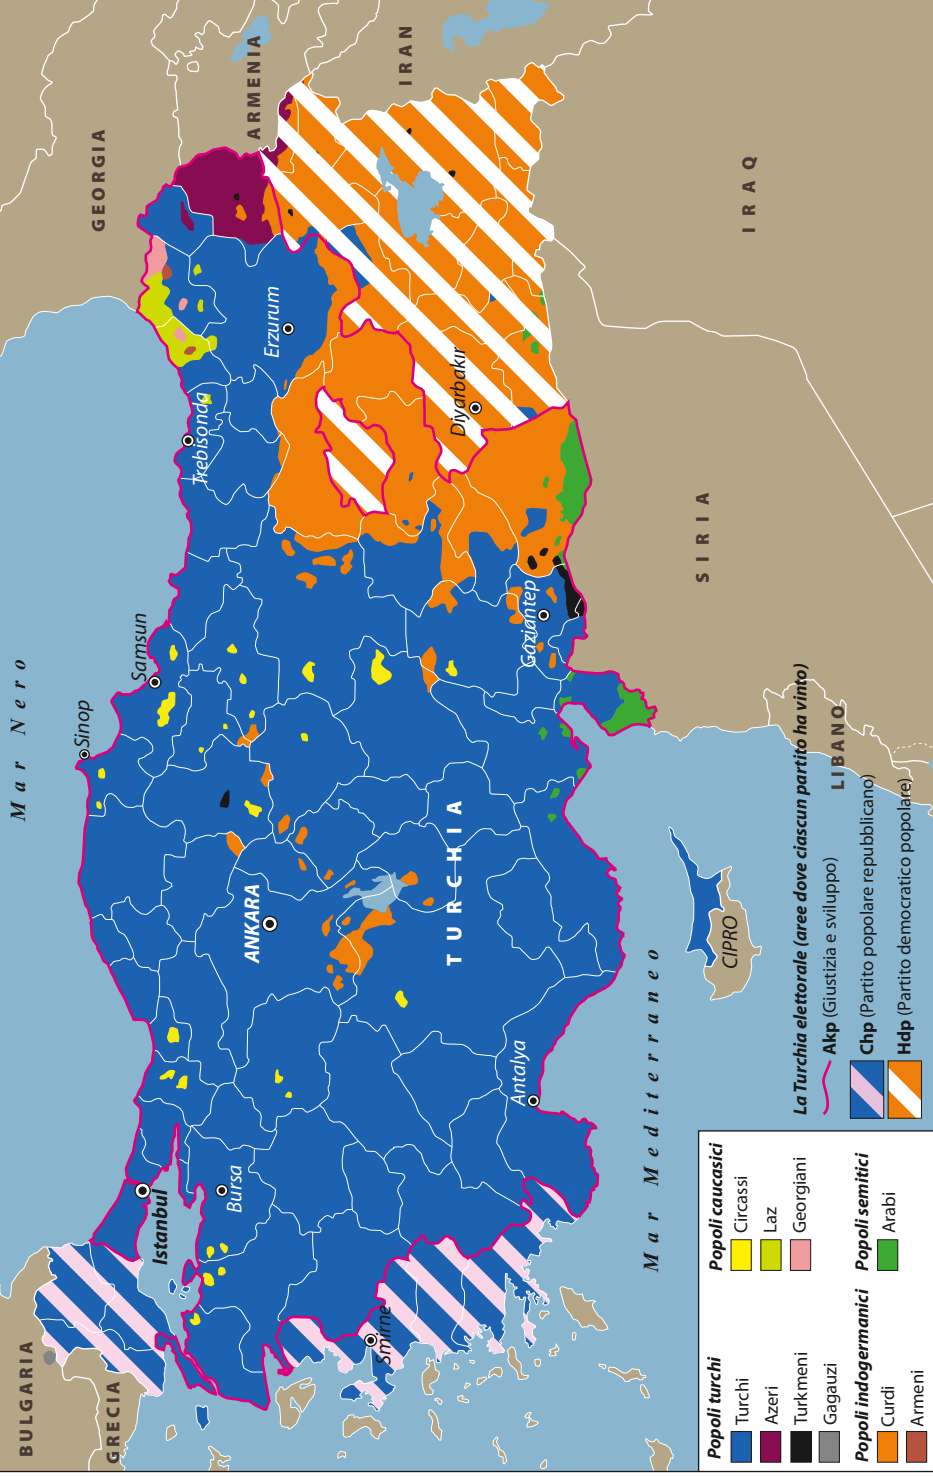 Mar Nero
BULGARIA
GRECIA
GEORGIA
ARMENIA
IRAN
IRAQ
SIRIA
LIBANO
CIPRO
Mar Mediterraneo
TURCHIA
Istanbul
Bursa
Smirne
Antalya
ANKARA
Sinop
Samsun
Trebisonda
Erzurum
Diyarbakır
Gaziantep
Popoli turchi
Turchi
Azeri
Turkmeni
Gagauzi
Popoli indogermanici
Curdi
Armeni
Popoli caucasici
Circassi
Laz
Georgiani
Popoli semitici
Arabi
La Turchia elettorale (aree dove ciascun partito ha vinto)
Akp (Giustizia e sviluppo)
Chp (Partito popolare repubblicano)
Hdp (Partito democratico popolare)